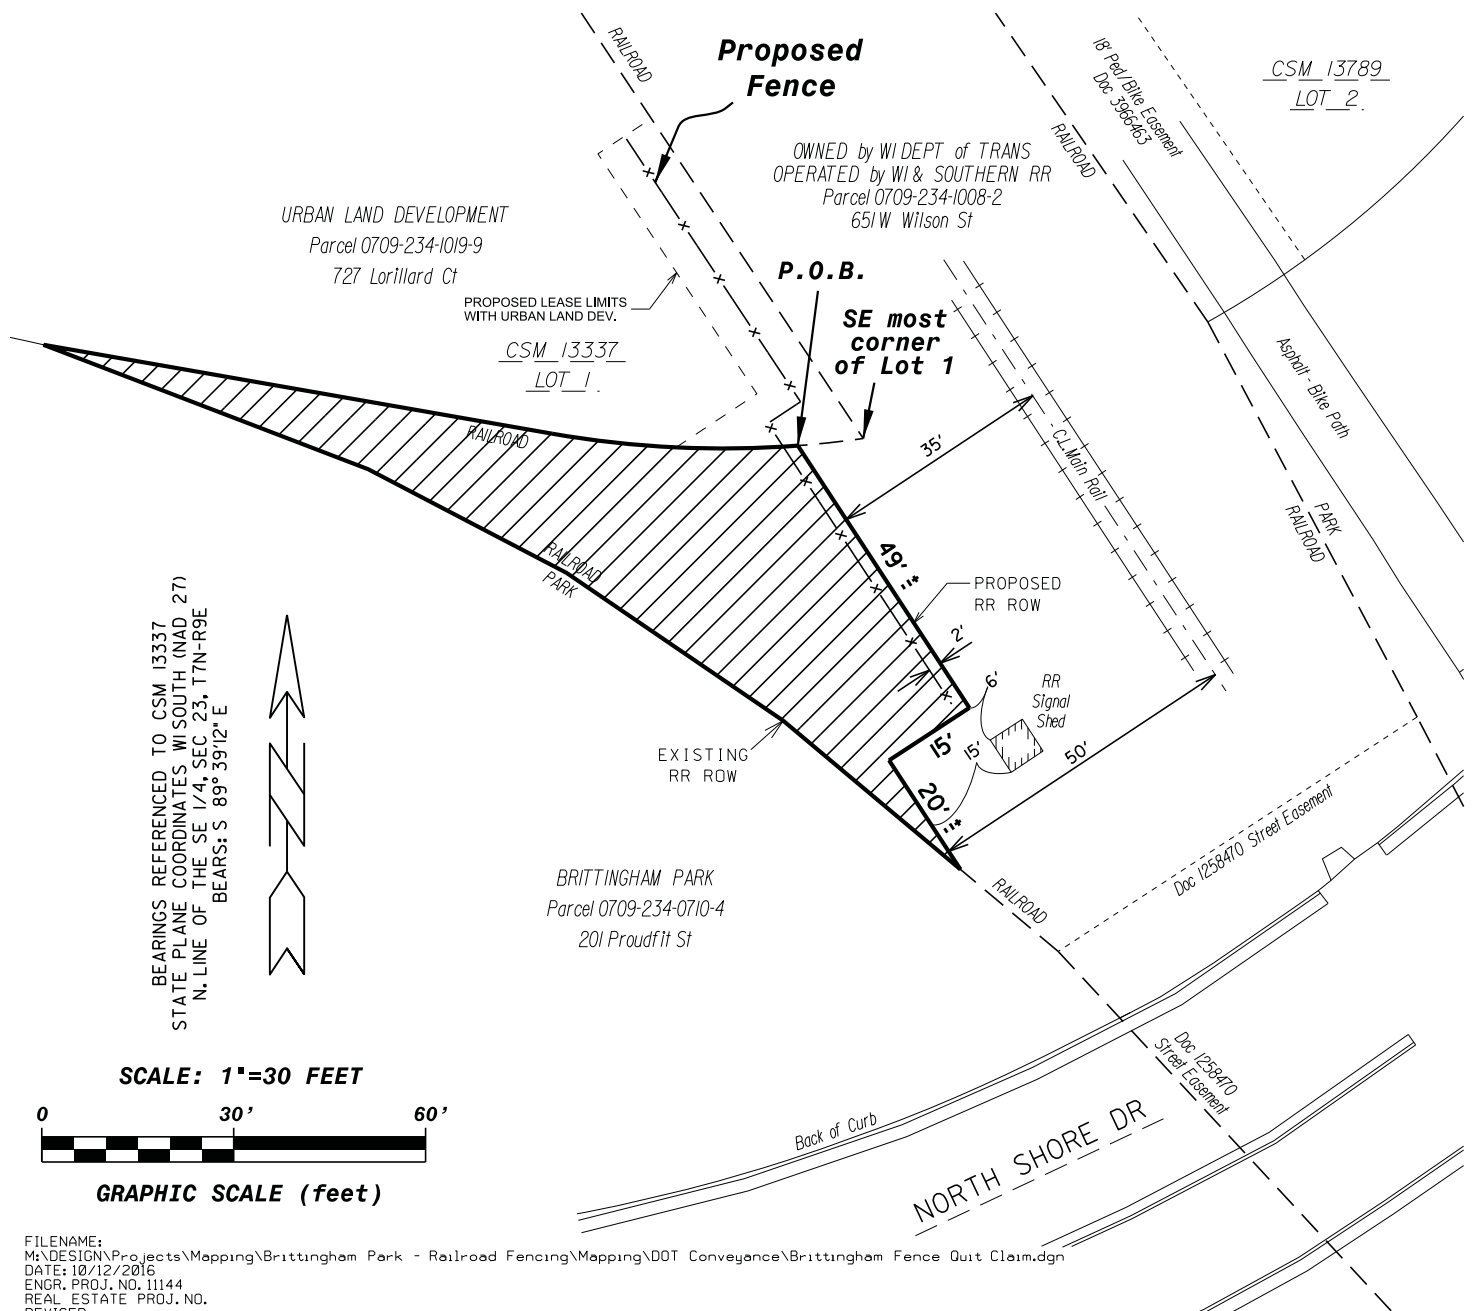 RAILROAD
Proposed
Fence
18' Ped/Bike Easement
Doc 3966463
CSM 13789
LOT 2
RAILROAD
OWNED by WI DEPT of TRANS
OPERATED by WI & SOUTHERN RR
Parcel 0709-234-1008-2
651 W Wilson St
URBAN LAND DEVELOPMENT
Parcel 0709-234-1019-9
727 Lorillard Ct
PROPOSED LEASE LIMITS
WITH URBAN LAND DEV.
P.O.B.
SE most
corner
of Lot 1
CSM 13337
LOT 1
Asphalt - Bike Path
RAILROAD
35'
C.L. Main Rail
PARK
RAILROAD
RAILROAD
PARK
49' +
PROPOSED
RR ROW
2'
6'
RR
Signal
Shed
15'
15'
50'
EXISTING
RR ROW
20' +
BEARINGS REFERENCED TO CSM 13337
STATE PLANE COORDINATES WI SOUTH (NAD 27)
N. LINE OF THE SE 1/4, SEC 23, T7N-R9E
BEARS: S 89°39'12" E
Doc 1258470 Street Easement
BRITTINGHAM PARK
Parcel 0709-234-0710-4
201 Proudfit St
RAILROAD
Doc 1258470
Street Easement
SCALE: 1"=30 FEET
0 30' 60'
GRAPHIC SCALE (feet)
Back of Curb
NORTH SHORE DR
FILENAME:
M:\DESIGN\Projects\Mapping\Brittingham Park - Railroad Fencing\Mapping\DOT Conveyance\Brittingham Fence Quit Claim.dgn
DATE: 10/12/2016
ENGR. PROJ. NO. 11144
REAL ESTATE PROJ. NO.